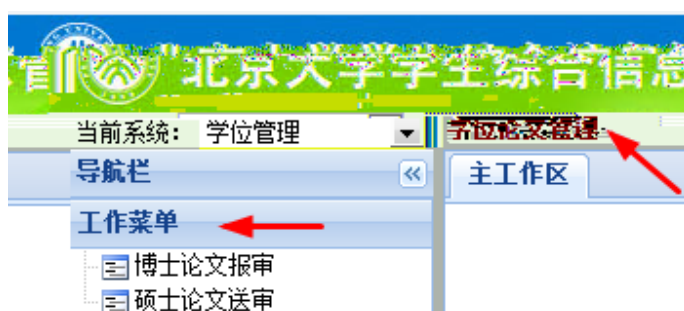 北京大学学生综合信息
当前系统： 学位管理 学位论文管理
导航栏 主工作区
工作菜单
博士论文报审
硕士论文送审